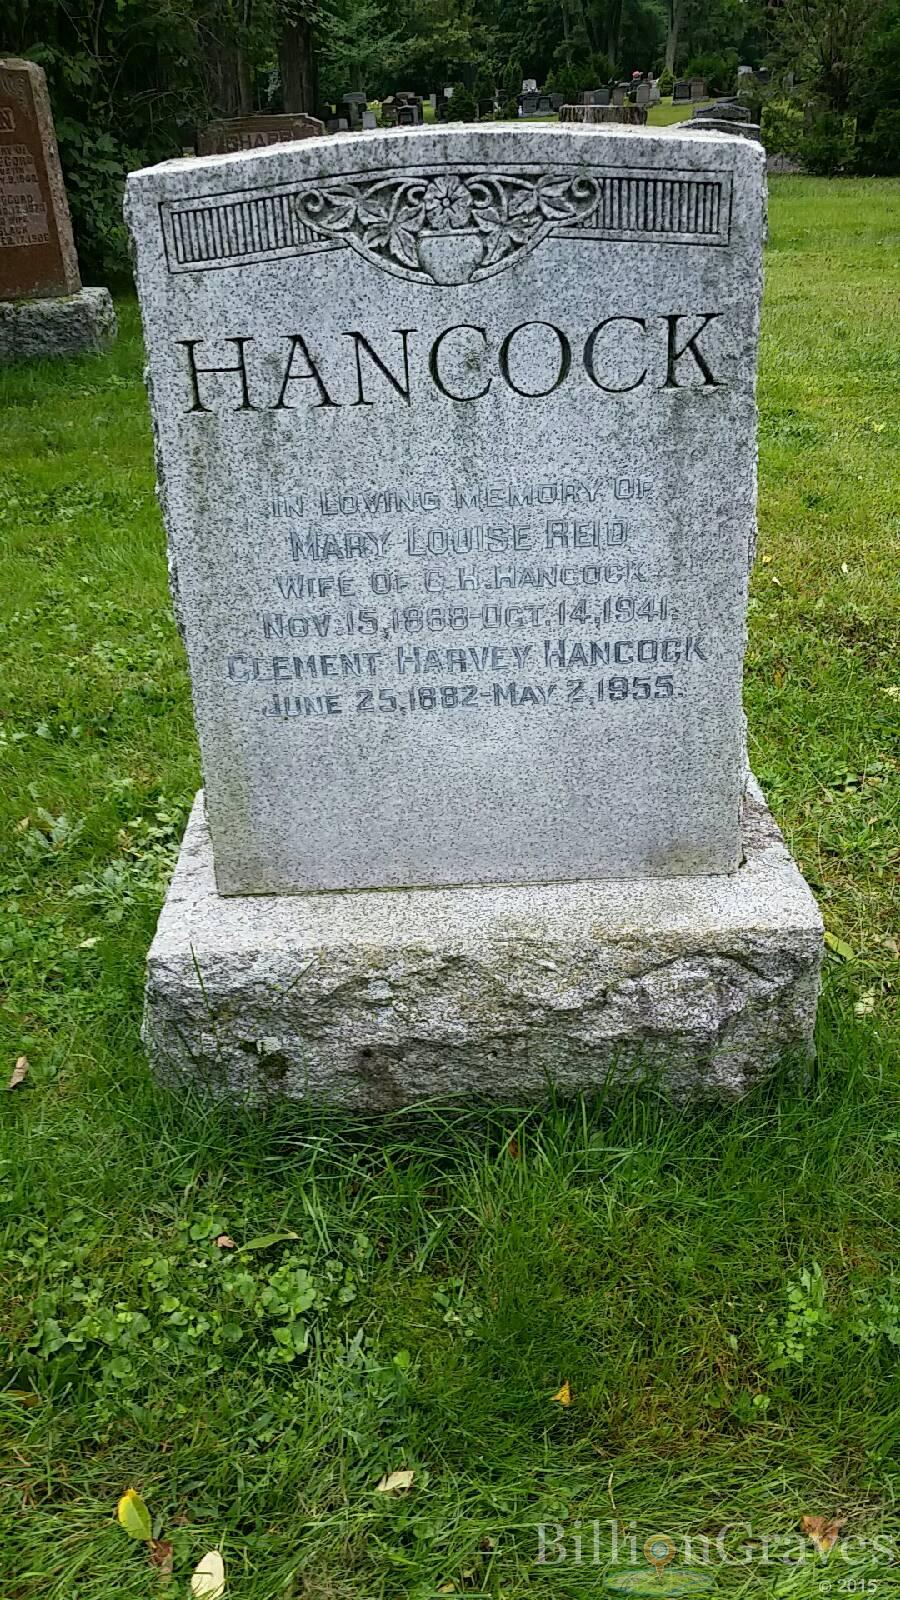 HANCOCK
IN LOVING MEMORY OF
MARY LOUISE REID
WIFE OF C.H. HANCOCK
NOV. 15, 1868-OCT. 14, 1941.
CLEMENT HARVEY HANCOCK
JUNE 25, 1882-MAY 2, 1955.
BillionGraves
© 2015